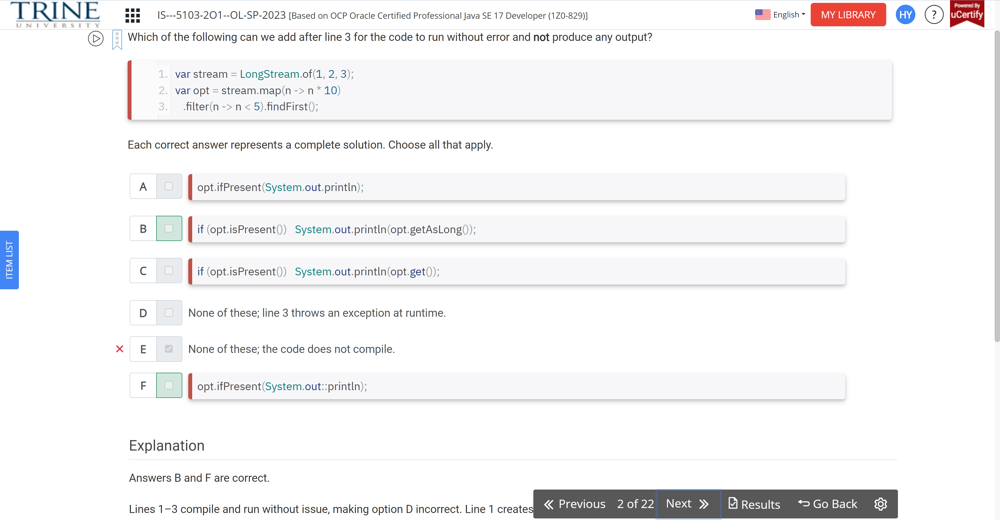 TRINE
UNIVERSITY
IS---5103-2O1--OL-SP-2023 [Based on OCP Oracle Certified Professional Java SE 17 Developer (1Z0-829)]
English
MY LIBRARY
HY
?
Powered By
uCertify
Which of the following can we add after line 3 for the code to run without error and not produce any output?
1. var stream = LongStream.of(1, 2, 3);
2. var opt = stream.map(n -> n * 10)
3. .filter(n -> n < 5).findFirst();
Each correct answer represents a complete solution. Choose all that apply.
A opt.ifPresent(System.out.println);
B if (opt.isPresent()) System.out.println(opt.getAsLong());
C if (opt.isPresent()) System.out.println(opt.get());
D None of these; line 3 throws an exception at runtime.
E None of these; the code does not compile.
F opt.ifPresent(System.out::println);
ITEM LIST
Explanation
Answers B and F are correct.
Lines 1–3 compile and run without issue, making option D incorrect. Line 1 creates
Previous 2 of 22 Next Results Go Back